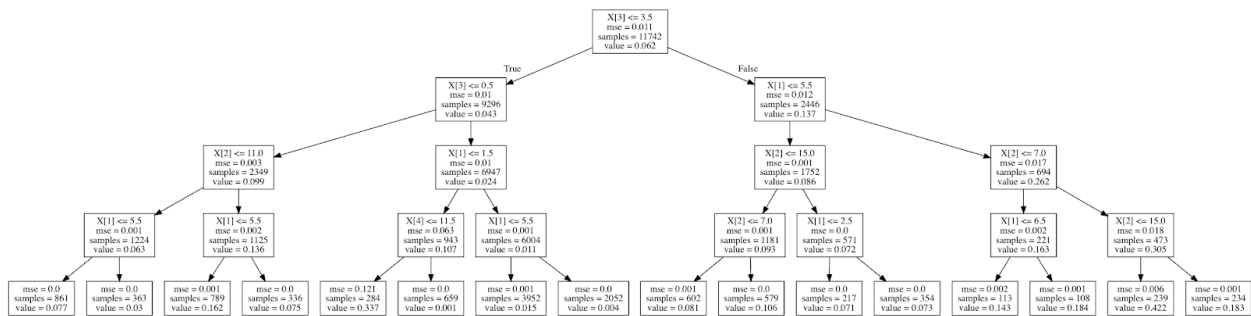 X[3] <= 3.5
mse = 0.011
samples = 11742
value = 0.062
True
False
X[3] <= 0.5
mse = 0.01
samples = 9296
value = 0.043
X[1] <= 5.5
mse = 0.012
samples = 2446
value = 0.137
X[2] <= 11.0
mse = 0.003
samples = 2349
value = 0.099
X[1] <= 1.5
mse = 0.01
samples = 6947
value = 0.024
X[2] <= 15.0
mse = 0.001
samples = 1752
value = 0.086
X[2] <= 7.0
mse = 0.017
samples = 694
value = 0.262
X[1] <= 5.5
mse = 0.001
samples = 1224
value = 0.063
X[1] <= 5.5
mse = 0.002
samples = 1125
value = 0.136
X[4] <= 11.5
mse = 0.063
samples = 943
value = 0.107
X[1] <= 5.5
mse = 0.001
samples = 6004
value = 0.011
X[2] <= 7.0
mse = 0.001
samples = 1181
value = 0.093
X[1] <= 2.5
mse = 0.0
samples = 571
value = 0.072
X[1] <= 6.5
mse = 0.002
samples = 221
value = 0.163
X[2] <= 15.0
mse = 0.018
samples = 473
value = 0.305
mse = 0.0
samples = 861
value = 0.077
mse = 0.0
samples = 363
value = 0.03
mse = 0.001
samples = 789
value = 0.162
mse = 0.0
samples = 336
value = 0.075
mse = 0.121
samples = 284
value = 0.337
mse = 0.0
samples = 659
value = 0.001
mse = 0.001
samples = 3952
value = 0.015
mse = 0.0
samples = 2052
value = 0.004
mse = 0.001
samples = 602
value = 0.081
mse = 0.0
samples = 579
value = 0.106
mse = 0.0
samples = 217
value = 0.071
mse = 0.0
samples = 354
value = 0.073
mse = 0.002
samples = 113
value = 0.143
mse = 0.001
samples = 108
value = 0.184
mse = 0.006
samples = 239
value = 0.422
mse = 0.001
samples = 234
value = 0.183